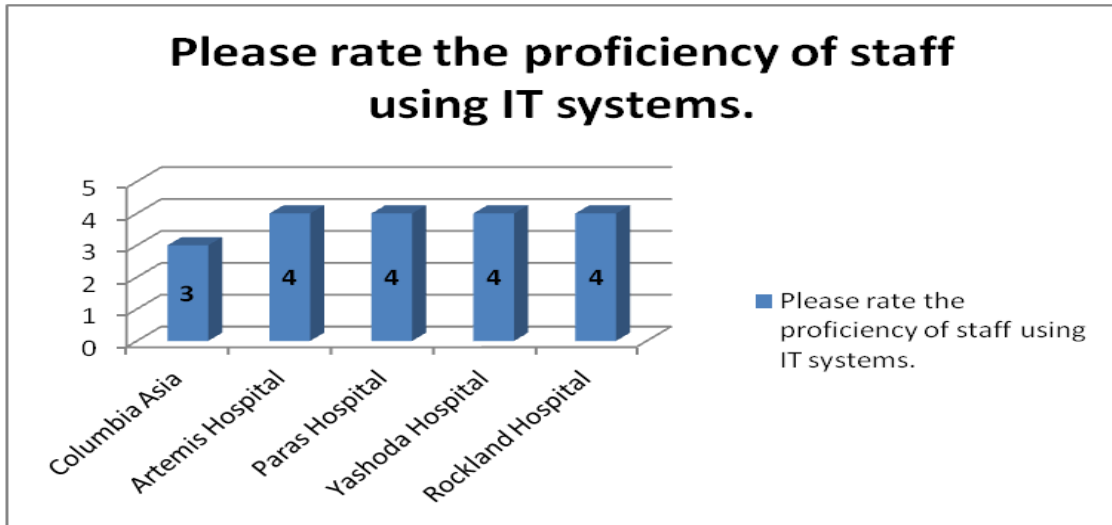 Please rate the proficiency of staff
using IT systems.
5
4
3
2
1
0
3
4
4
4
4
Columbia Asia
Artemis Hospital
Paras Hospital
Yashoda Hospital
Rockland Hospital
Please rate the
proficiency of staff using
IT systems.